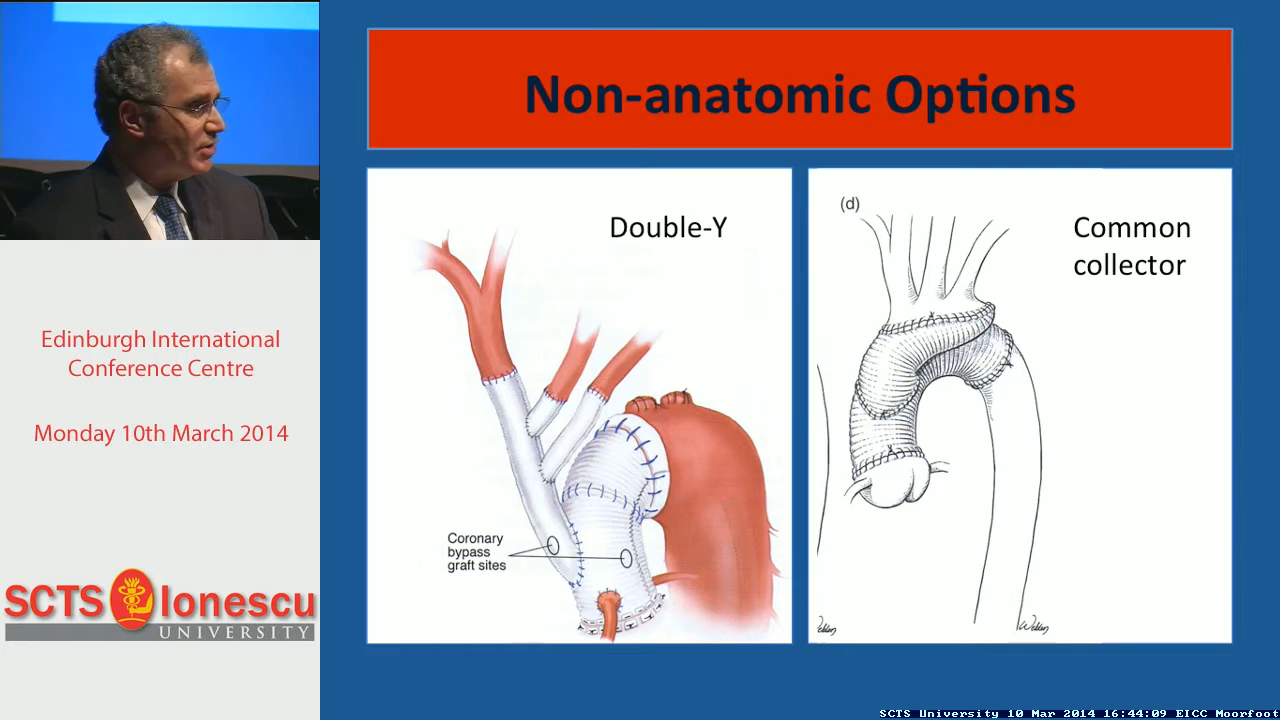 Non-anatomic Options
Double-Y
Coronary
bypass
graft sites
(d)
Common
collector
Edinburgh International
Conference Centre
Monday 10th March 2014
SCTS Ionescu
UNIVERSITY
SCTS University 10 Mar 2014 16:44:09 EICC Moorfoot